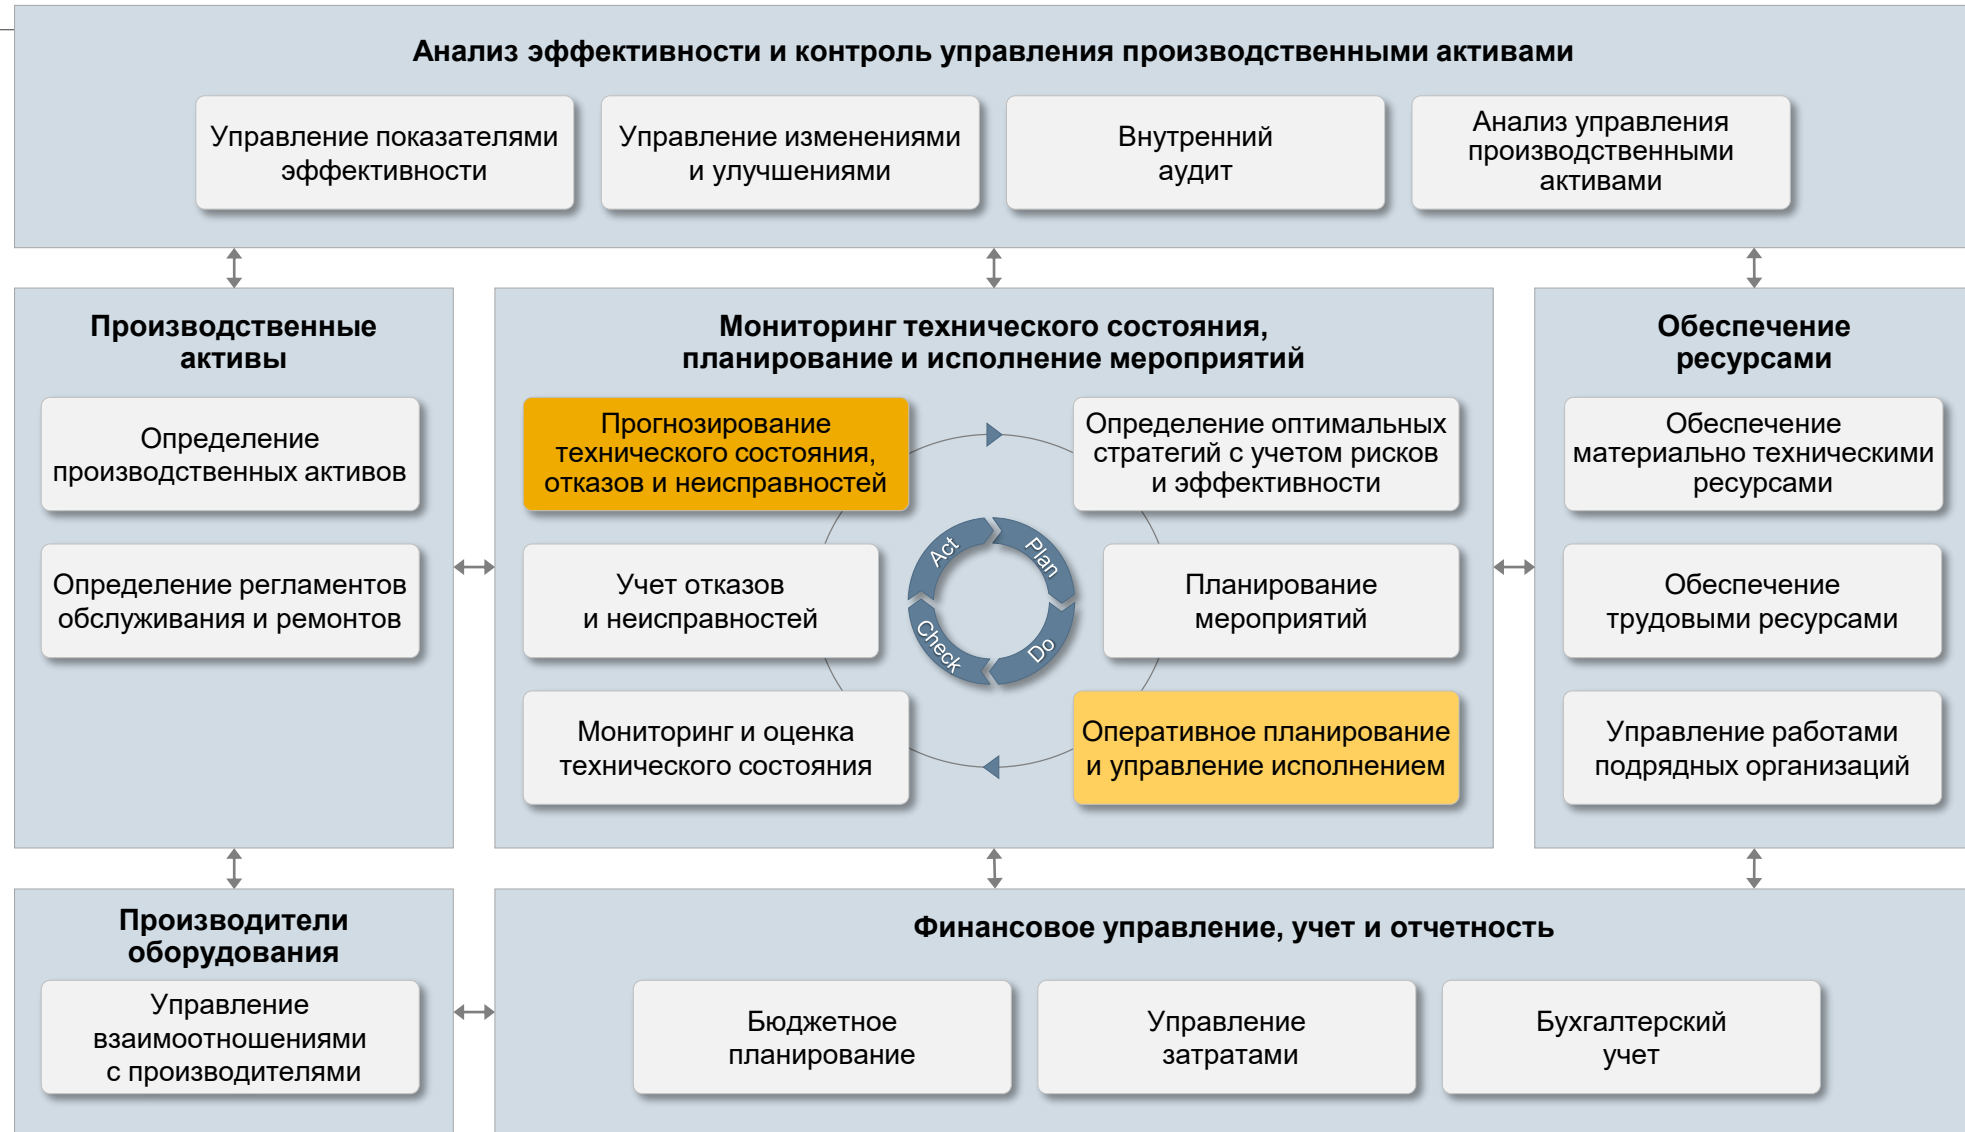 Анализ эффективности и контроль управления производственными активами
Управление показателями
эффективности
Управление изменениями
и улучшениями
Внутренний
аудит
Анализ управления
производственными
активами
Производственные
активы
Определение
производственных активов
Определение регламентов
обслуживания и ремонтов
Мониторинг технического состояния,
планирование и исполнение мероприятий
Прогнозирование
технического состояния,
отказов и неисправностей
Определение оптимальных
стратегий с учетом рисков
и эффективности
Учет отказов
и неисправностей
Act
Plan
Check
Do
Планирование
мероприятий
Мониторинг и оценка
технического состояния
Оперативное планирование
и управление исполнением
Обеспечение
ресурсами
Обеспечение
материально техническими
ресурсами
Обеспечение
трудовыми ресурсами
Управление работами
подрядных организаций
Производители
оборудования
Управление
взаимоотношениями
с производителями
Финансовое управление, учет и отчетность
Бюджетное
планирование
Управление
затратами
Бухгалтерский
учет